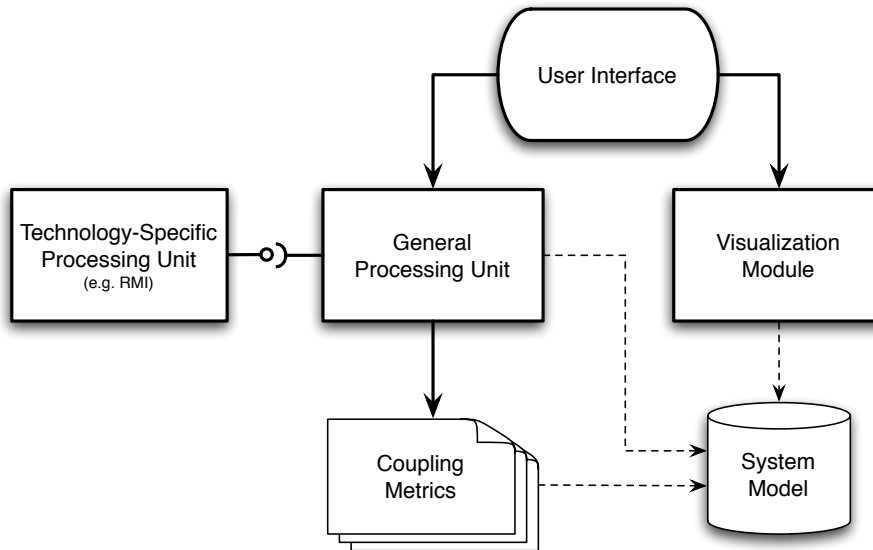 User Interface
Technology-Specific
Processing Unit
(e.g. RMI)
General
Processing Unit
Visualization
Module
Coupling
Metrics
System
Model